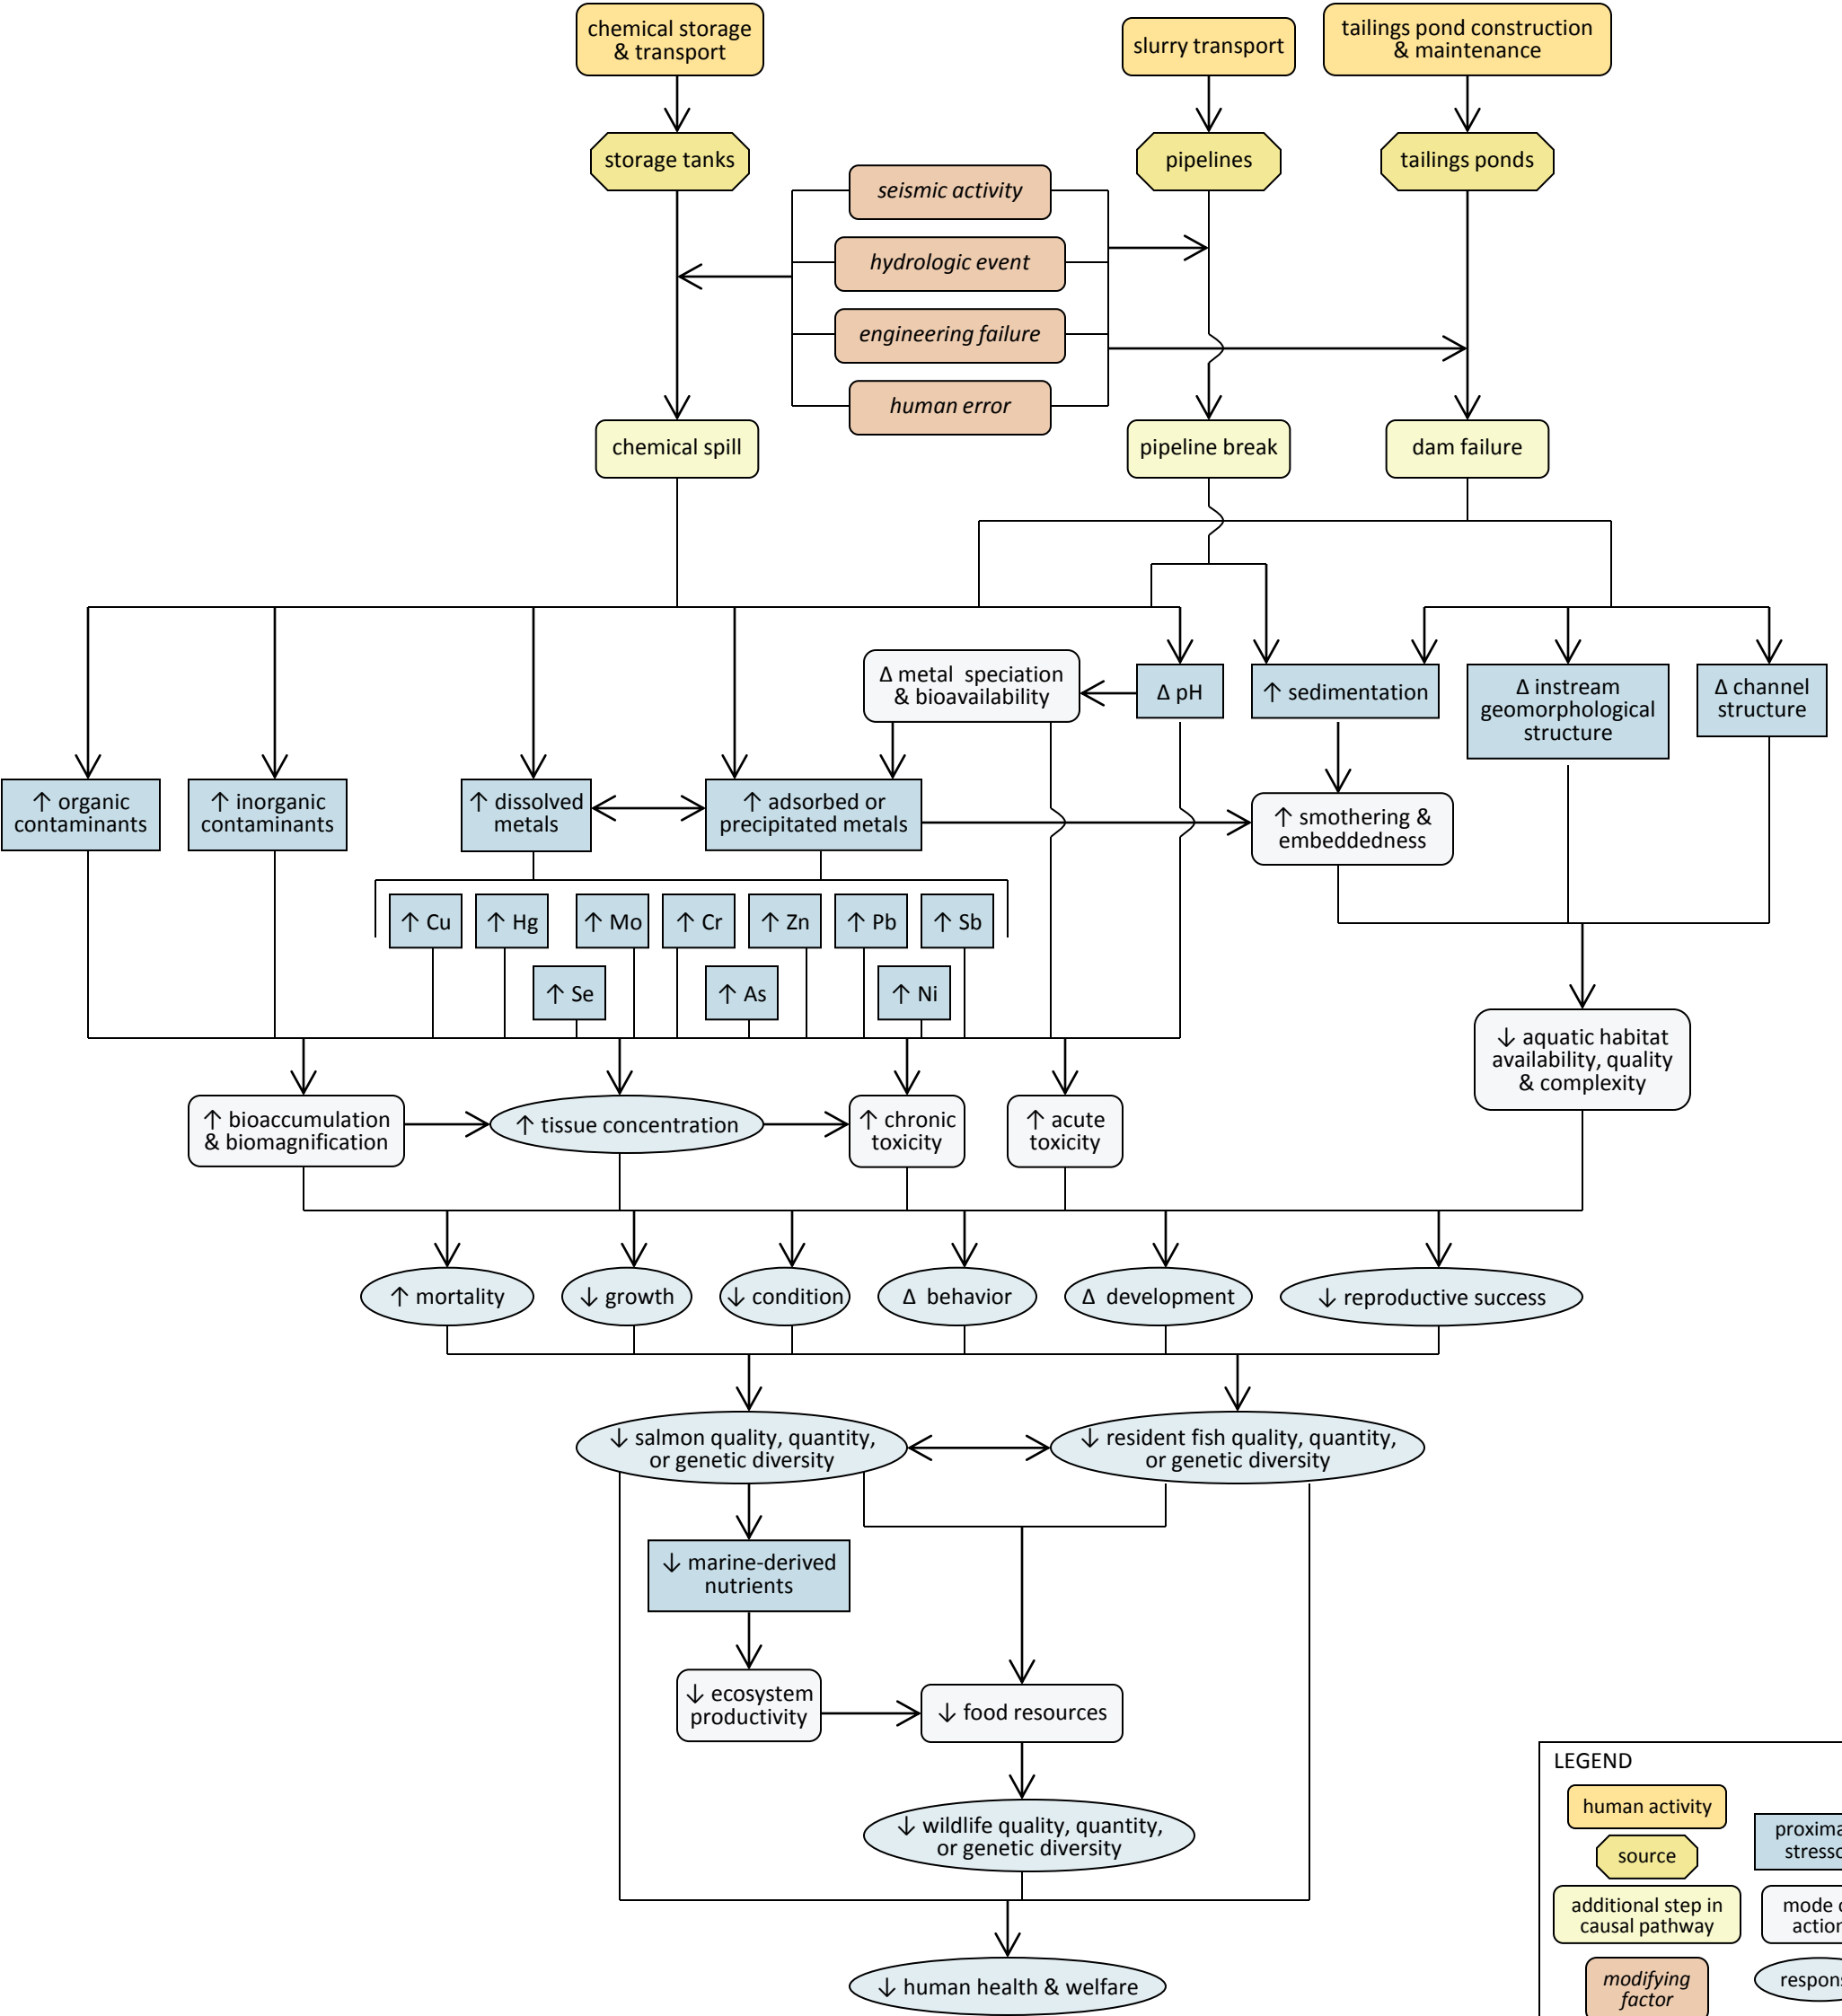 chemical storage
& transport
slurry transport
tailings pond construction
& maintenance
storage tanks
pipelines
tailings ponds
seismic activity
hydrologic event
engineering failure
human error
chemical spill
pipeline break
dam failure
Δ metal speciation
& bioavailability
Δ pH
↑ sedimentation
Δ instream
geomorphological
structure
Δ channel
structure
↑ organic
contaminants
↑ inorganic
contaminants
↑ dissolved
metals
↑ adsorbed or
precipitated metals
↑ smothering &
embeddedness
↑ Cu
↑ Hg
↑ Mo
↑ Cr
↑ Zn
↑ Pb
↑ Sb
↑ Se
↑ As
↑ Ni
↓ aquatic habitat
availability, quality
& complexity
↑ bioaccumulation
& biomagnification
↑ tissue concentration
↑ chronic
toxicity
↑ acute
toxicity
↑ mortality
↓ growth
↓ condition
Δ behavior
Δ development
↓ reproductive success
↓ salmon quality, quantity,
or genetic diversity
↓ resident fish quality, quantity,
or genetic diversity
↓ marine-derived
nutrients
↓ ecosystem
productivity
↓ food resources
↓ wildlife quality, quantity,
or genetic diversity
↓ human health & welfare
LEGEND
human activity
source
additional step in
causal pathway
modifying
factor
mode